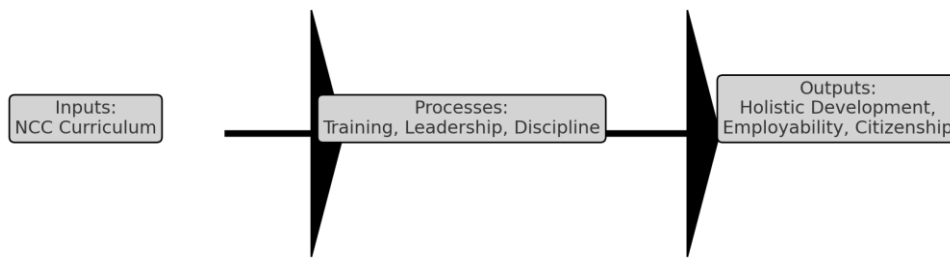 Inputs:
NCC Curriculum
Processes:
Training, Leadership, Discipline
Outputs:
Holistic Development,
Employability, Citizenship